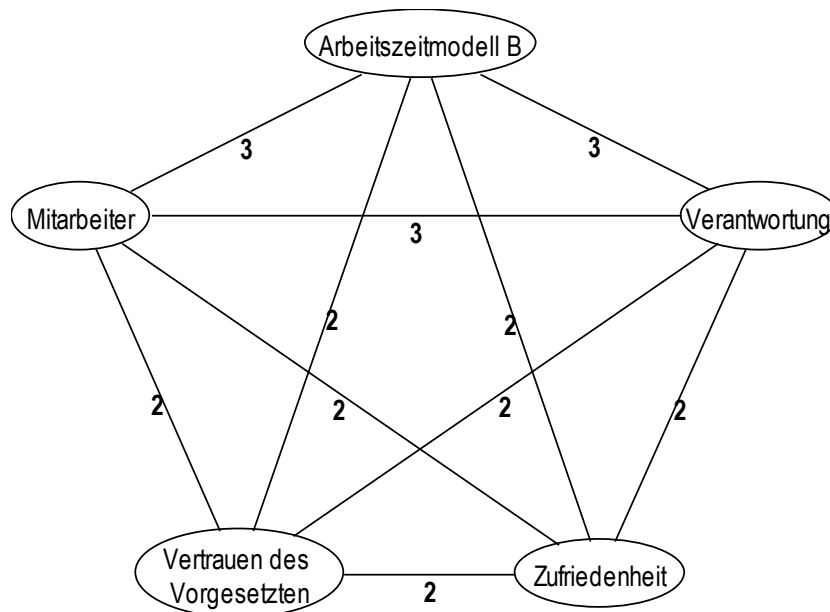 Arbeitszeitmodell B
3
3
Mitarbeiter
Verantwortung
3
2
2
2
2
2
2
Vertrauen des
Vorgesetzten
Zufriedenheit
2